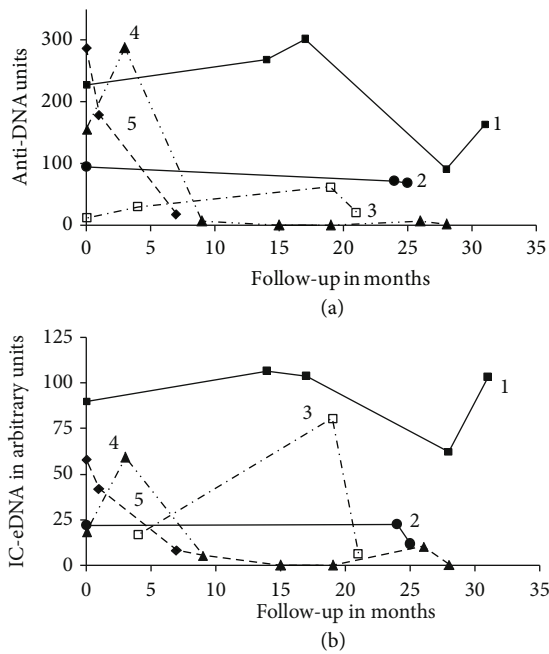 300
200
100
0
Anti-DNA units
4
5
1
2
3
0 5 10 15 20 25 30 35
Follow-up in months
(a)
125
100
75
50
25
0
IC-eDNA in arbitrary units
1
3
4
5
2
0 5 10 15 20 25 30 35
Follow-up in months
(b)